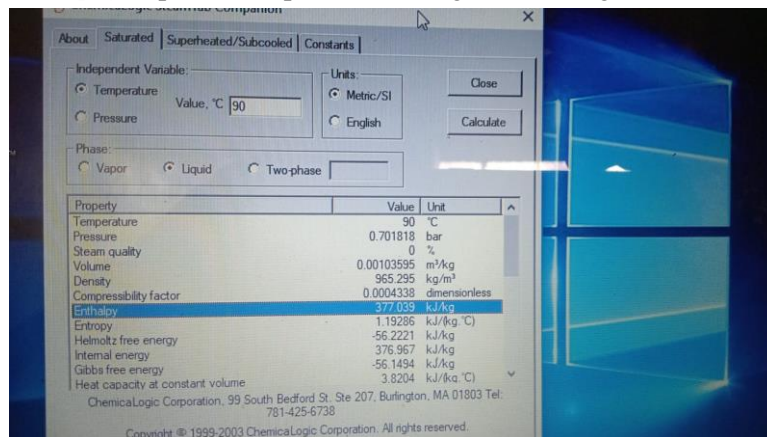 ChemicaLogic SteamTab Companion
About Saturated Superheated/Subcooled Constants
Independent Variable: Units:
Temperature Metric/SI Close
Value, °C 90
Pressure English Calculate
Phase:
Vapor Liquid Two-phase
Property Value Unit
Temperature 90 °C
Pressure 0.701818 bar
Steam quality 0 %
Volume 0.00103595 m³/kg
Density 965.295 kg/m³
Compressibility factor 0.0004338 dimensionless
Enthalpy 377.039 kJ/kg
Entropy 1.19286 kJ/(kg.°C)
Helmoltz free energy -56.2221 kJ/kg
Internal energy 376.967 kJ/kg
Gibbs free energy -56.1494 kJ/kg
Heat capacity at constant volume 3.8204 kJ/(kg.°C)
ChemicaLogic Corporation, 99 South Bedford St. Ste 207, Burlington, MA 01803 Tel:
781-425-6738
Copyright © 1999-2003 ChemicaLogic Corporation. All rights reserved.